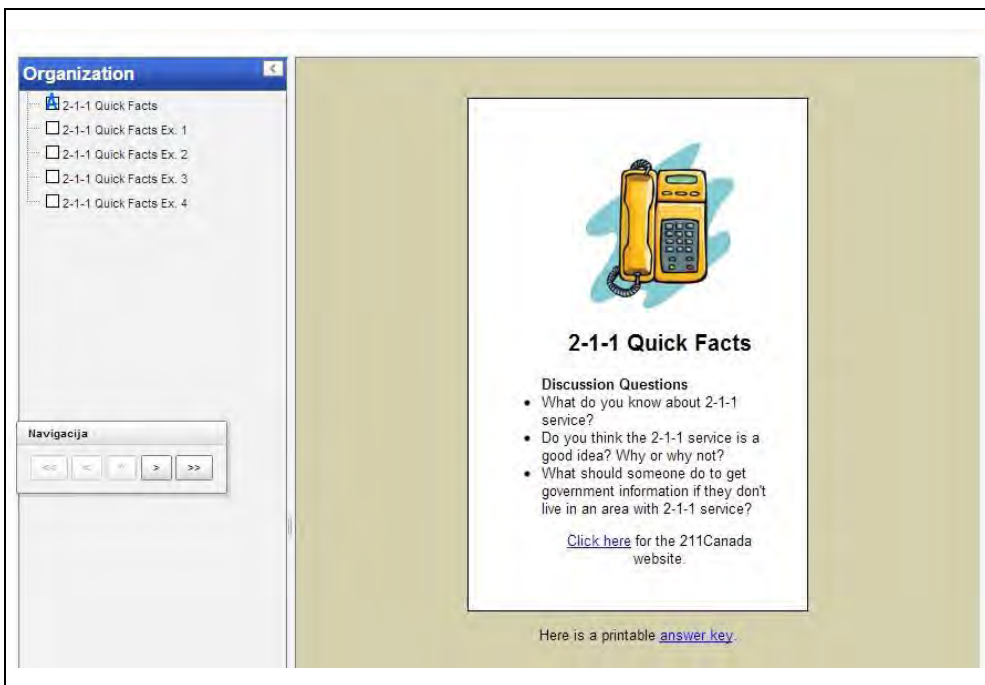 Organization
2-1-1 Quick Facts
2-1-1 Quick Facts Ex. 1
2-1-1 Quick Facts Ex. 2
2-1-1 Quick Facts Ex. 3
2-1-1 Quick Facts Ex. 4
Navigacija
<< < ^ > >>
2-1-1 Quick Facts
Discussion Questions
• What do you know about 2-1-1
service?
• Do you think the 2-1-1 service is a
good idea? Why or why not?
• What should someone do to get
government information if they don't
live in an area with 2-1-1 service?
Click here for the 211Canada
website.
Here is a printable answer key.